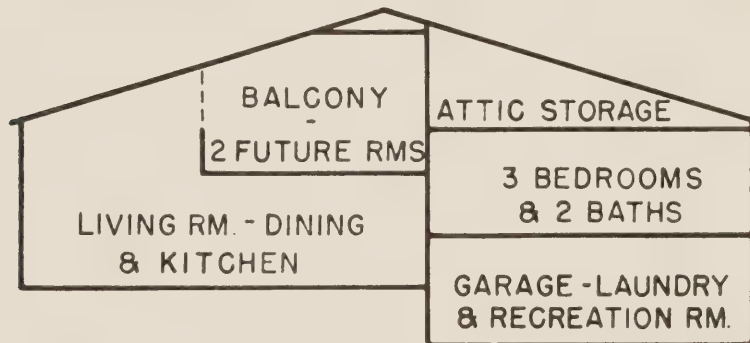 BALCONY
-
2 FUTURE RMS
ATTIC STORAGE
3 BEDROOMS
& 2 BATHS
LIVING RM. - DINING
& KITCHEN
GARAGE - LAUNDRY
& RECREATION RM.